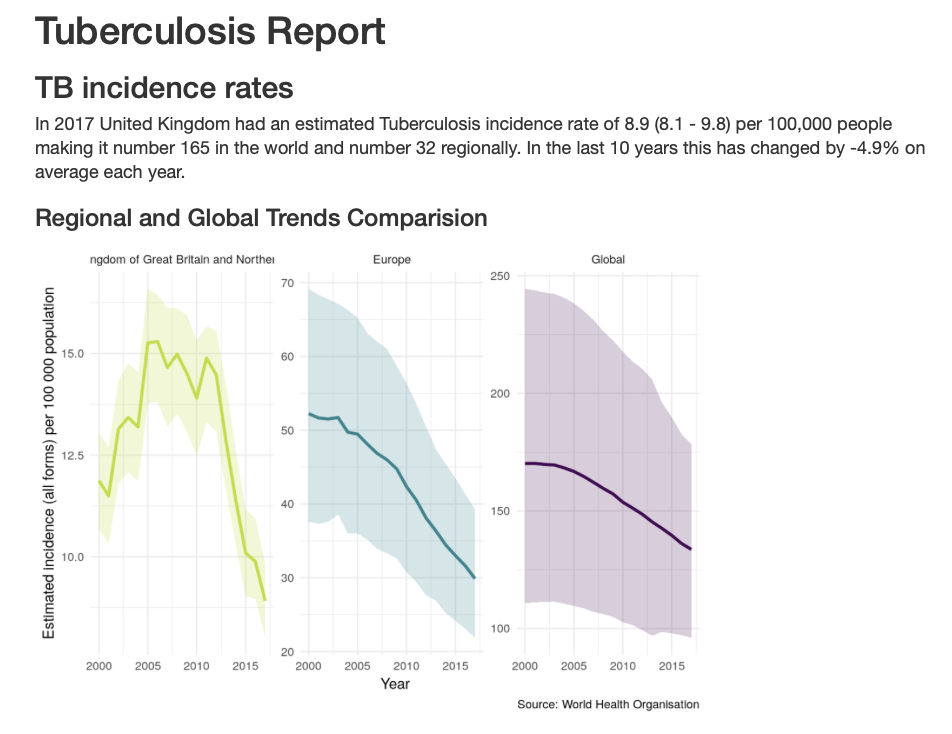 Tuberculosis Report
TB incidence rates
In 2017 United Kingdom had an estimated Tuberculosis incidence rate of 8.9 (8.1 - 9.8) per 100,000 people
making it number 165 in the world and number 32 regionally. In the last 10 years this has changed by -4.9% on
average each year.
Regional and Global Trends Comparision
ngdom of Great Britain and Norther
Europe
Global
Estimated incidence (all forms) per 100 000 population
15.0
12.5
10.0
70
60
50
40
30
20
250
200
150
100
2000 2005 2010 2015
2000 2005 2010 2015
2000 2005 2010 2015
Year
Source: World Health Organisation